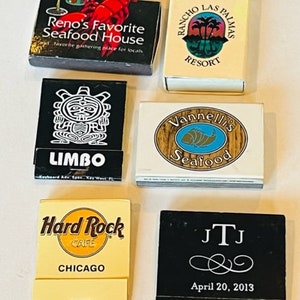 Reno's Favorite
Seafood House
favorite gathering place for locals
RANCHO LAS PALMAS
RESORT
LIMBO
Vannelli's
Seafood
Hard Rock
CAFE
CHICAGO
JTJ
April 20, 2013